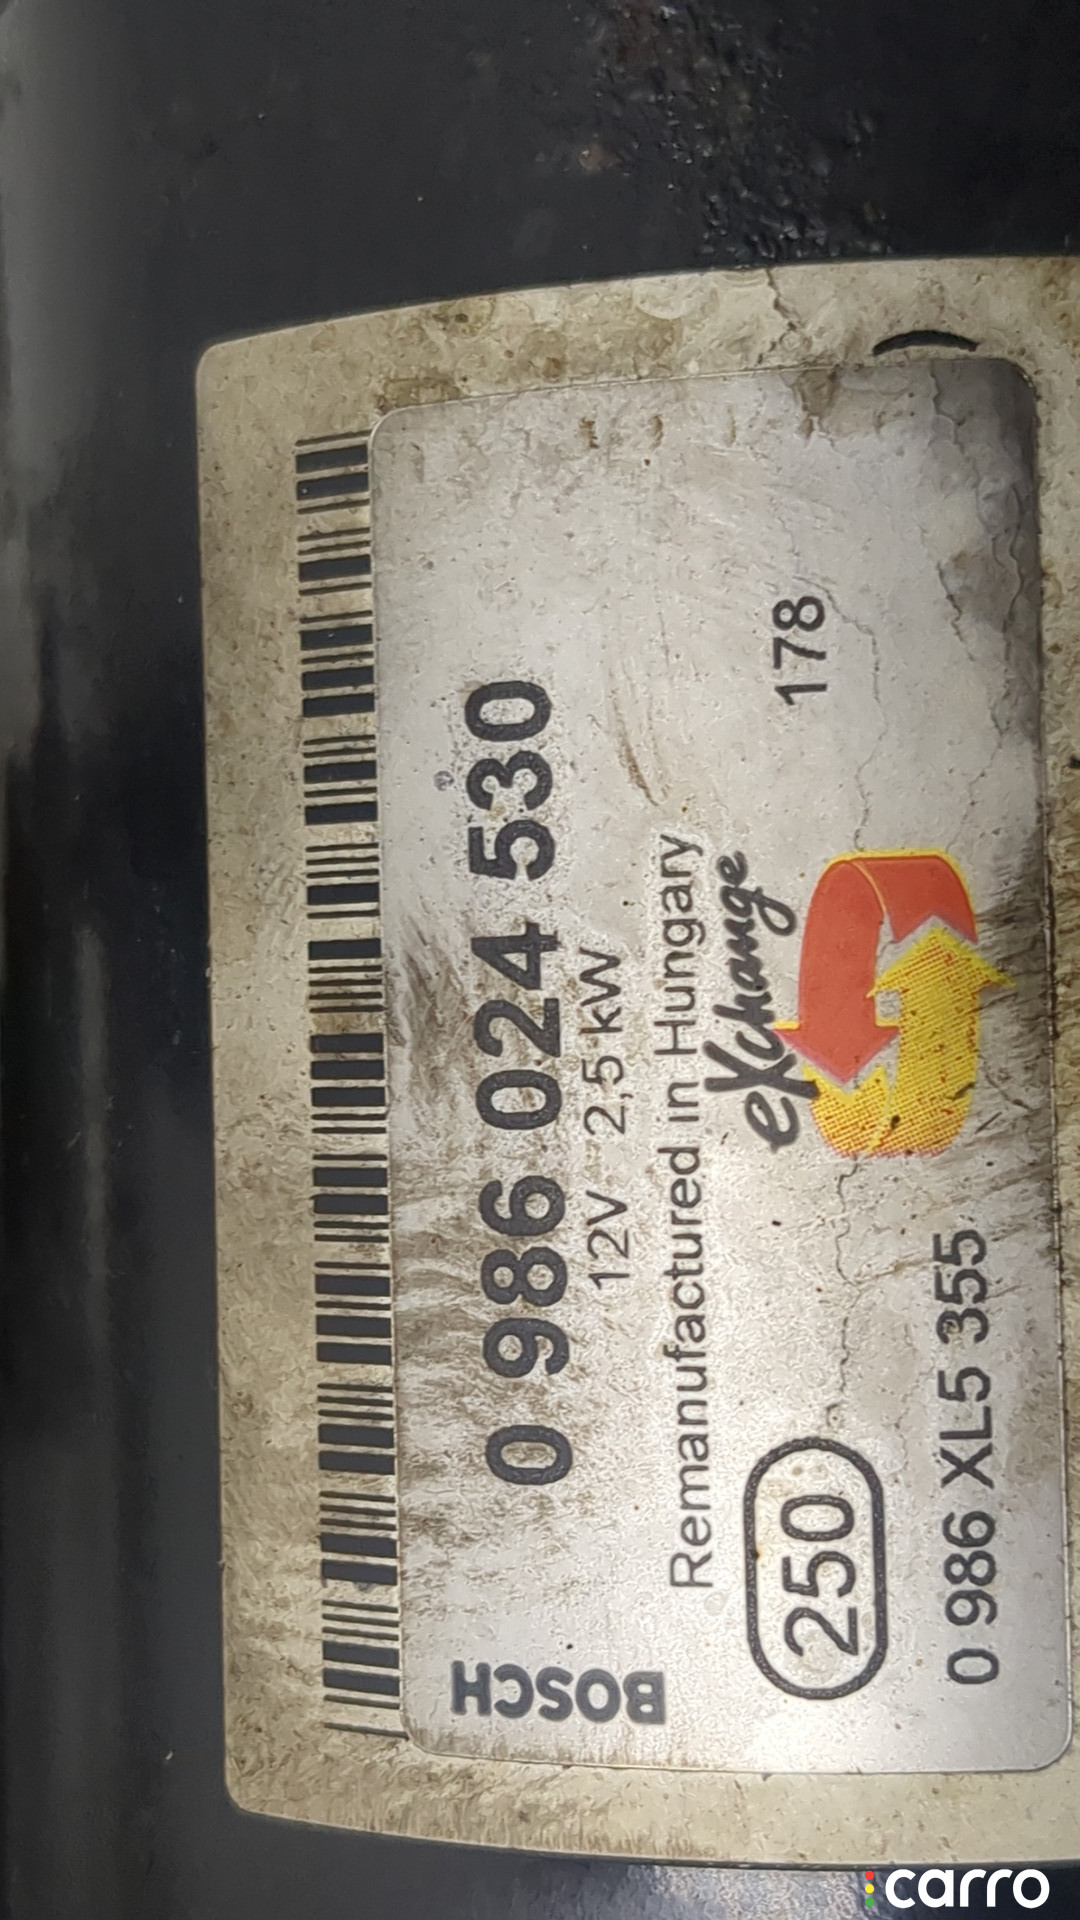 BOSCH
0 986 024 530
12V 2,5 kW
Remanufactured in Hungary
250
eXchange
178
0 986 XL5 355
carro